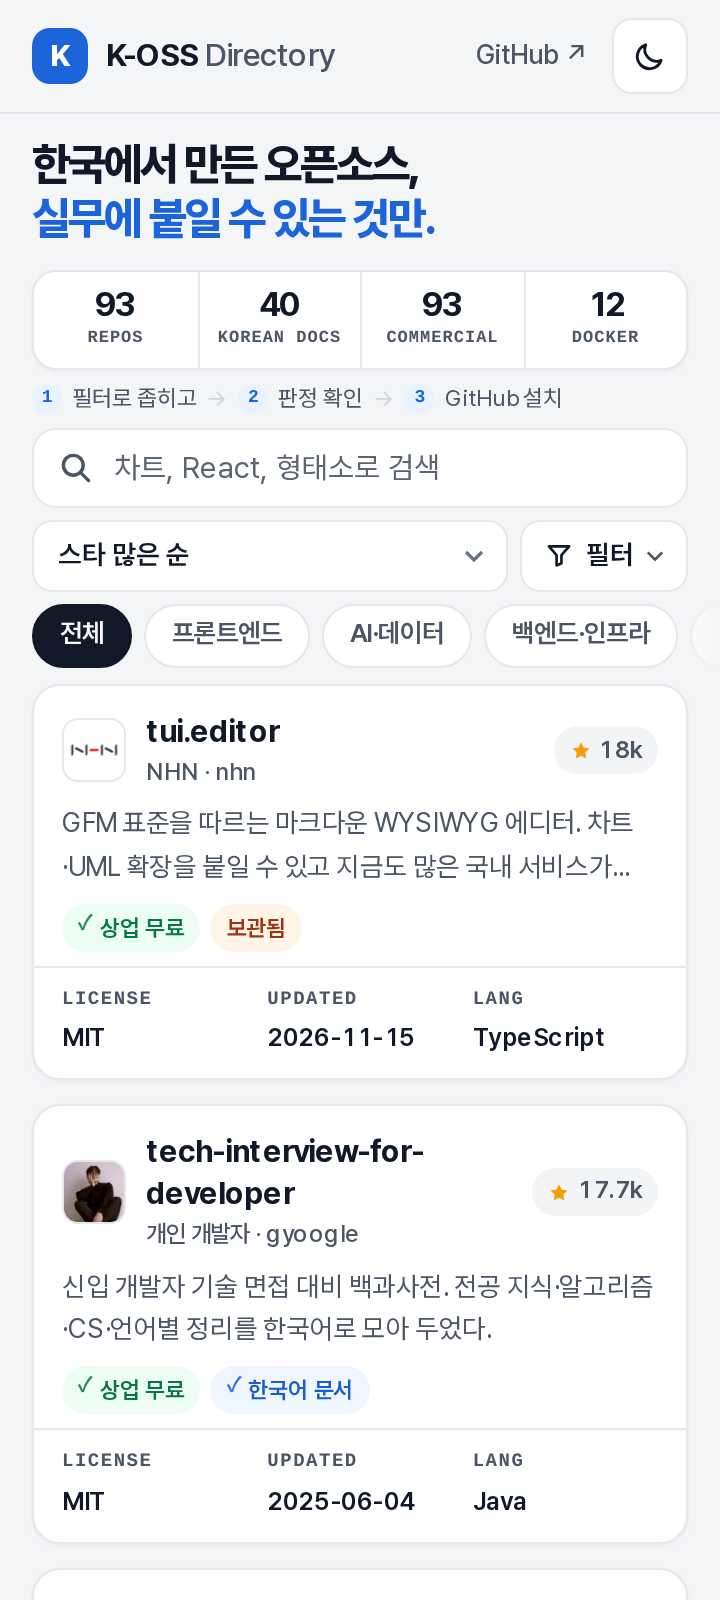 K K-OSS Directory GitHub ↗
한국에서 만든 오픈소스,
실무에 붙일 수 있는 것만.
93 40 93 12
REPOS KOREAN DOCS COMMERCIAL DOCKER
1 필터로 좁히고 → 2 판정 확인 → 3 GitHub 설치
차트, React, 형태소로 검색
스타 많은 순 필터
전체 프론트엔드 AI·데이터 백엔드·인프라
tui.editor
NHN · nhn
★ 18k
GFM 표준을 따르는 마크다운 WYSIWYG 에디터. 차트
·UML 확장을 붙일 수 있고 지금도 많은 국내 서비스가...
✓ 상업 무료 보관됨
LICENSE UPDATED LANG
MIT 2026-11-15 TypeScript
tech-interview-for-
developer
개인 개발자 · gyoogle
★ 17.7k
신입 개발자 기술 면접 대비 백과사전. 전공 지식·알고리즘
·CS·언어별 정리를 한국어로 모아 두었다.
✓ 상업 무료 ✓ 한국어 문서
LICENSE UPDATED LANG
MIT 2025-06-04 Java